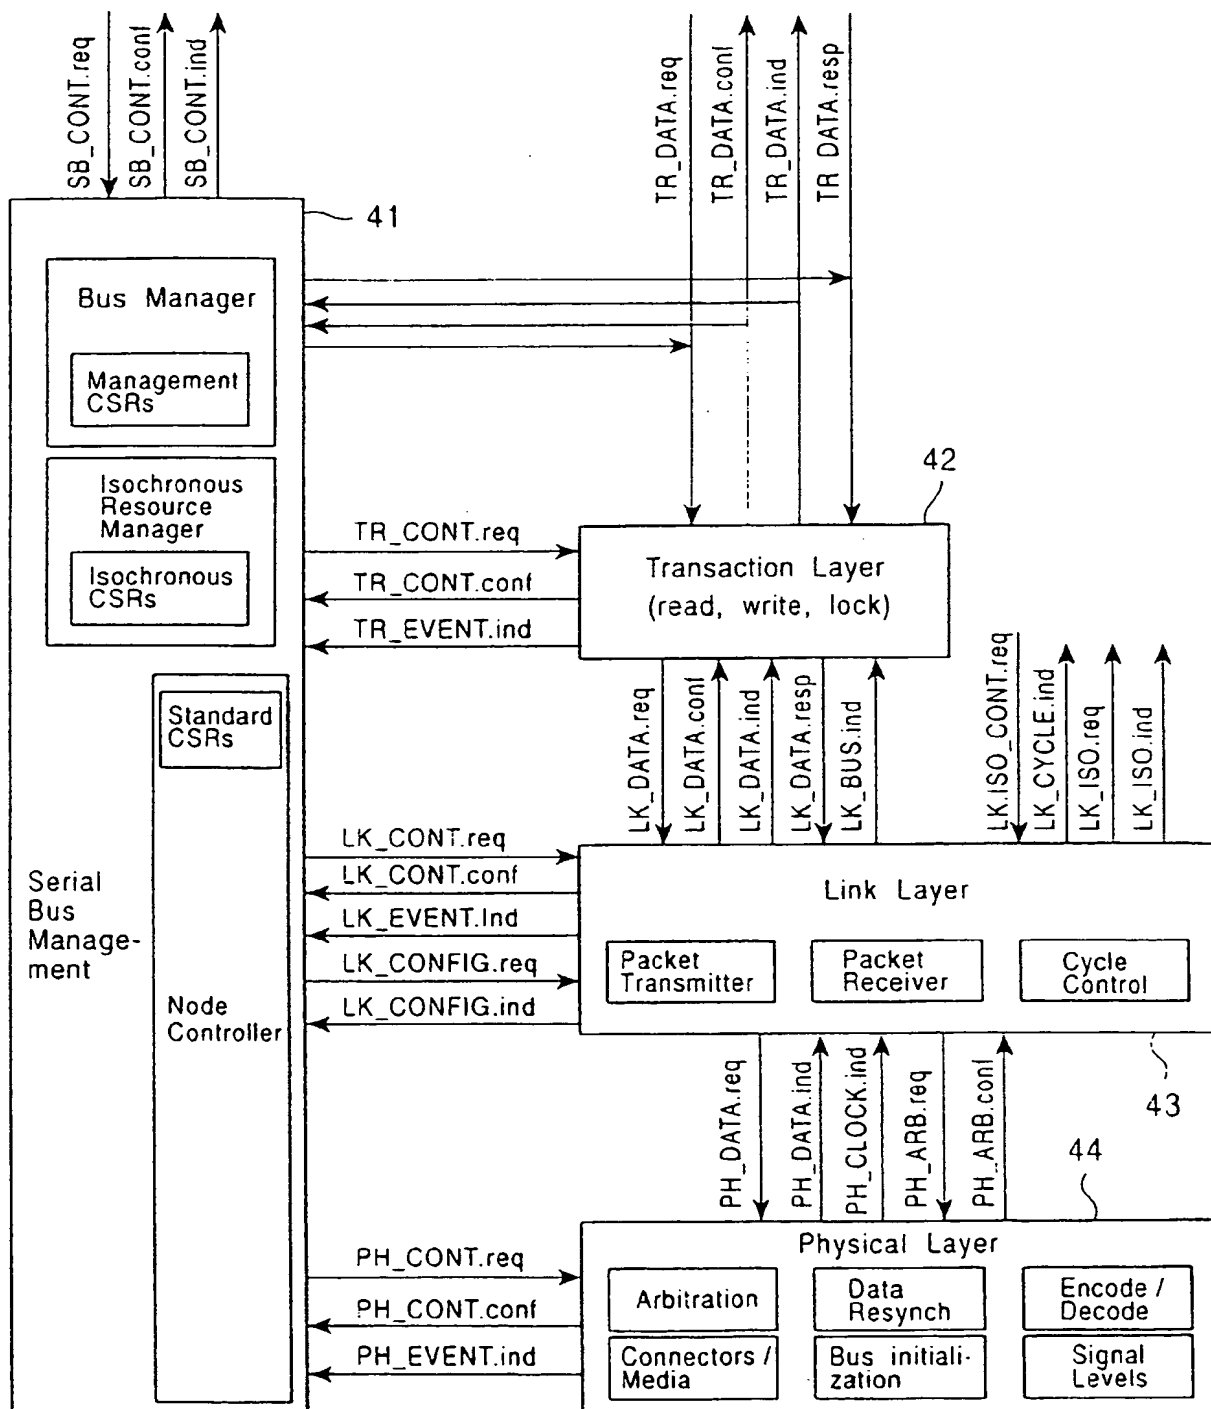 SB_CONT.req
SB_CONT.conf
SB_CONT.ind
TR_DATA.req
TR_DATA.conf
TR_DATA.ind
TR DATA.resp
41
Bus Manager
Management
CSRs
Isochronous
Resource
Manager
Isochronous
CSRs
TR_CONT.req
TR_CONT.conf
TR_EVENT.ind
42
Transaction Layer
(read, write, lock)
Standard
CSRs
LK_DATA.req
LK_DATA.conf
LK_DATA.ind
LK_DATA.resp
LK_BUS.ind
LK.ISO_CONT.req
LK_CYCLE.ind
LK_ISO.req
LK_ISO.ind
Serial
Bus
Manage-
ment
Node
Controller
LK_CONT.req
LK_CONT.conf
LK_EVENT.Ind
LK_CONFIG.req
LK_CONFIG.ind
Link Layer
Packet
Transmitter
Packet
Receiver
Cycle
Control
43
PH_DATA.req
PH_DATA.ind
PH_CLOCK.ind
PH_ARB.req
PH_ARB.conf
44
PH_CONT.req
PH_CONT.conf
PH_EVENT.ind
Physical Layer
Arbitration
Data
Resynch
Encode /
Decode
Connectors /
Media
Bus initiali-
zation
Signal
Levels